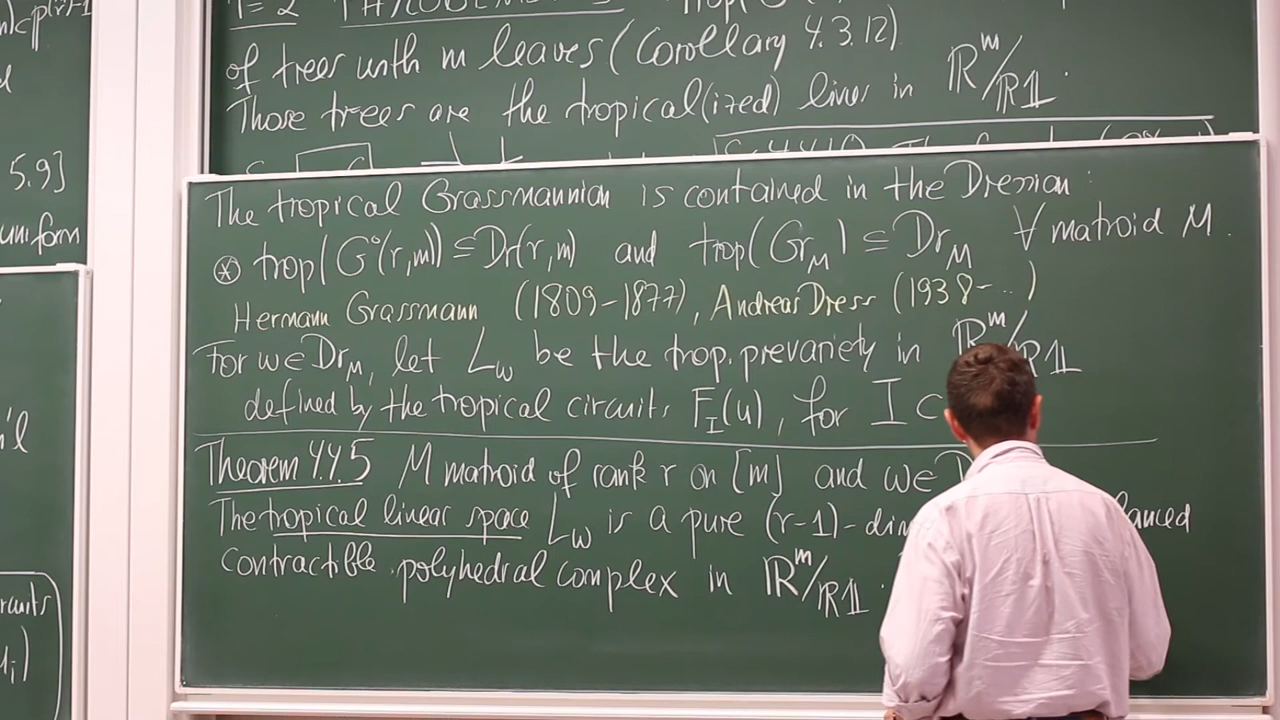 r=2
of trees with m leaves (Corollary 4.3.12)
Those trees are the tropical(ized) lines in ℝᵐ/ℝ𝟙.
The tropical Grassmannian is contained in the Dressian:
⊛ trop(G°(r,m)) ⊆ Dr(r,m) and trop(Gr_M) ⊆ Dr_M ∀ matroid M.
Hermann Grassmann (1809-1877), Andreas Dress (1938-..)
For w∈Dr_M, let L_w be the trop. prevariety in ℝᵐ/ℝ𝟙
defined by the tropical circuits F_I(u), for I
Theorem 4.4.5 M matroid of rank r on [m] and w∈
The tropical linear space L_w is a pure (r-1)-
contractible polyhedral complex in ℝᵐ/ℝ𝟙.
5.9]
uniform